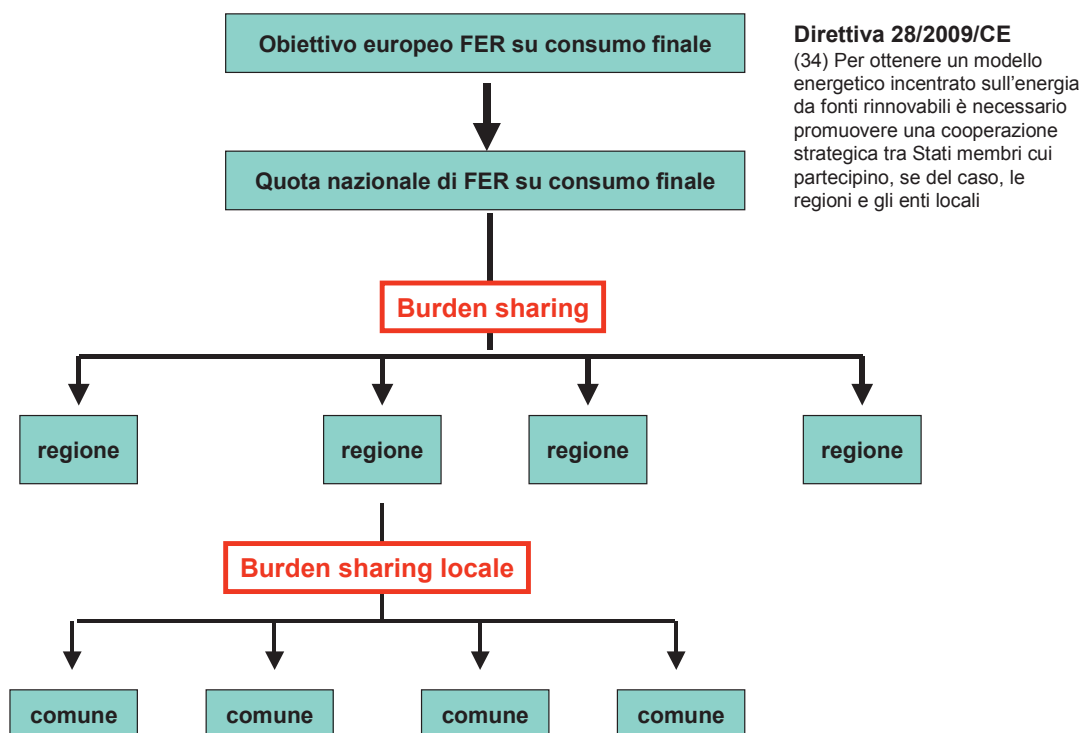 Obiettivo europeo FER su consumo finale
Direttiva 28/2009/CE
(34) Per ottenere un modello
energetico incentrato sull'energia
da fonti rinnovabili è necessario
promuovere una cooperazione
strategica tra Stati membri cui
partecipino, se del caso, le
regioni e gli enti locali
Quota nazionale di FER su consumo finale
Burden sharing
regione regione regione regione
Burden sharing locale
comune comune comune comune